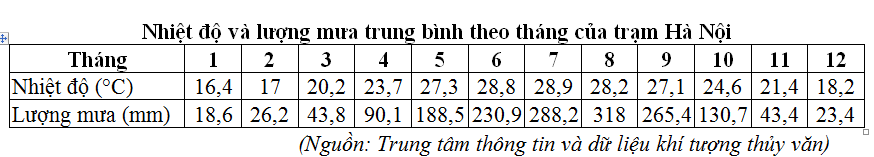 Nhiệt độ và lượng mưa trung bình theo tháng của trạm Hà Nội
Tháng 1 2 3 4 5 6 7 8 9 10 11 12
Nhiệt độ (°C) 16,4 17 20,2 23,7 27,3 28,8 28,9 28,2 27,1 24,6 21,4 18,2
Lượng mưa (mm) 18,6 26,2 43,8 90,1 188,5 230,9 288,2 318 265,4 130,7 43,4 23,4
(Nguồn: Trung tâm thông tin và dữ liệu khí tượng thủy văn)